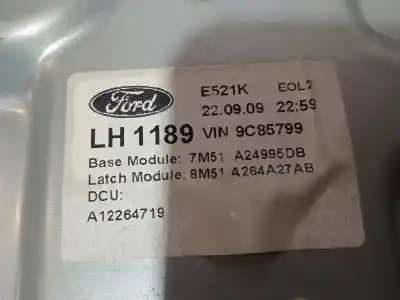 Ford E521K EOL2
22.09.09 22:59
LH 1189 VIN 9C85799
Base Module: 7M51 A24995DB
Latch Module: 8M51 A264A27AB
DCU:
A12264719